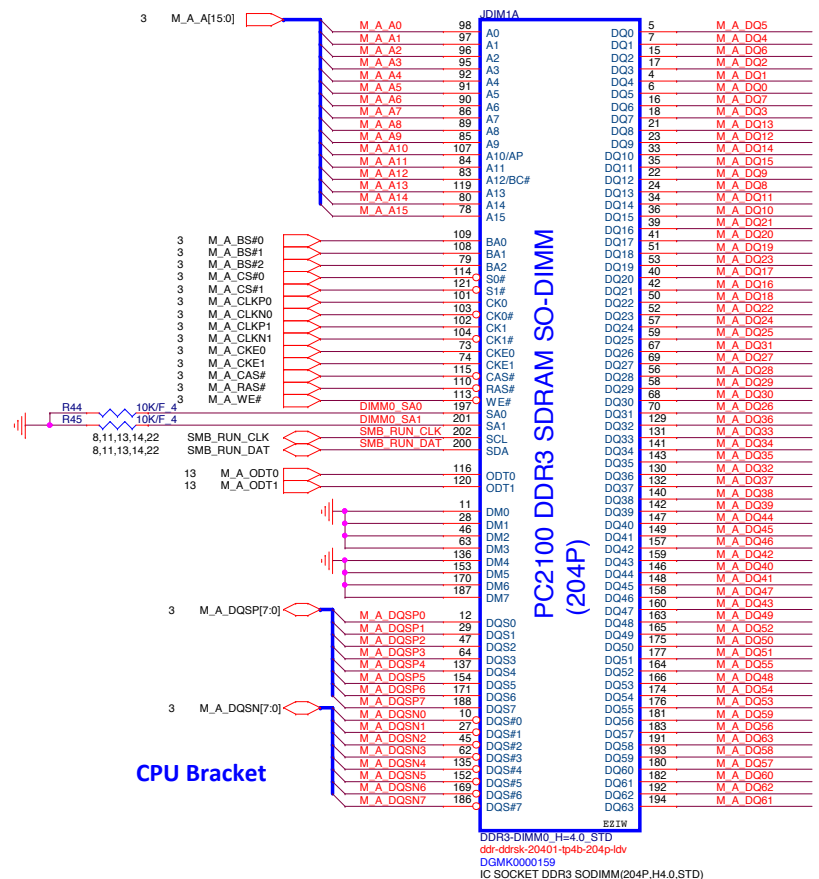 JDIM1A
3 M_A_A[15:0]
M_A_A0 98 A0
M_A_A1 97 A1
M_A_A2 96 A2
M_A_A3 95 A3
M_A_A4 92 A4
M_A_A5 91 A5
M_A_A6 90 A6
M_A_A7 86 A7
M_A_A8 89 A8
M_A_A9 85 A9
M_A_A10 107 A10/AP
M_A_A11 84 A11
M_A_A12 83 A12/BC#
M_A_A13 119 A13
M_A_A14 80 A14
M_A_A15 78 A15
3 M_A_BS#0 109 BA0
3 M_A_BS#1 108 BA1
3 M_A_BS#2 79 BA2
3 M_A_CS#0 114 S0#
3 M_A_CS#1 121 S1#
3 M_A_CLKP0 101 CK0
3 M_A_CLKN0 103 CK0#
3 M_A_CLKP1 102 CK1
3 M_A_CLKN1 104 CK1#
3 M_A_CKE0 73 CKE0
3 M_A_CKE1 74 CKE1
3 M_A_CAS# 115 CAS#
3 M_A_RAS# 110 RAS#
3 M_A_WE# 113 WE#
R44 10K/F_4 DIMM0_SA0 197 SA0
R45 10K/F_4 DIMM0_SA1 201 SA1
8,11,13,14,22 SMB_RUN_CLK SMB_RUN_CLK 202 SCL
8,11,13,14,22 SMB_RUN_DAT SMB_RUN_DAT 200 SDA
13 M_A_ODT0 116 ODT0
13 M_A_ODT1 120 ODT1
11 DM0
28 DM1
46 DM2
63 DM3
136 DM4
153 DM5
170 DM6
187 DM7
3 M_A_DQSP[7:0]
M_A_DQSP0 12 DQS0
M_A_DQSP1 29 DQS1
M_A_DQSP2 47 DQS2
M_A_DQSP3 64 DQS3
M_A_DQSP4 137 DQS4
M_A_DQSP5 154 DQS5
M_A_DQSP6 171 DQS6
M_A_DQSP7 188 DQS7
3 M_A_DQSN[7:0]
M_A_DQSN0 10 DQS#0
M_A_DQSN1 27 DQS#1
M_A_DQSN2 45 DQS#2
M_A_DQSN3 62 DQS#3
M_A_DQSN4 135 DQS#4
M_A_DQSN5 152 DQS#5
M_A_DQSN6 169 DQS#6
M_A_DQSN7 186 DQS#7
CPU Bracket
PC2100 DDR3 SDRAM SO-DIMM
(204P)
DQ0 5 M_A_DQ5
DQ1 7 M_A_DQ4
DQ2 15 M_A_DQ6
DQ3 17 M_A_DQ2
DQ4 4 M_A_DQ1
DQ5 6 M_A_DQ0
DQ6 16 M_A_DQ7
DQ7 18 M_A_DQ3
DQ8 21 M_A_DQ13
DQ9 23 M_A_DQ12
DQ10 33 M_A_DQ14
DQ11 35 M_A_DQ15
DQ12 22 M_A_DQ9
DQ13 24 M_A_DQ8
DQ14 34 M_A_DQ11
DQ15 36 M_A_DQ10
DQ16 39 M_A_DQ21
DQ17 41 M_A_DQ20
DQ18 51 M_A_DQ19
DQ19 53 M_A_DQ23
DQ20 40 M_A_DQ17
DQ21 42 M_A_DQ16
DQ22 50 M_A_DQ18
DQ23 52 M_A_DQ22
DQ24 57 M_A_DQ24
DQ25 59 M_A_DQ25
DQ26 67 M_A_DQ31
DQ27 69 M_A_DQ27
DQ28 56 M_A_DQ28
DQ29 58 M_A_DQ29
DQ30 68 M_A_DQ30
DQ31 70 M_A_DQ26
DQ32 129 M_A_DQ36
DQ33 131 M_A_DQ33
DQ34 141 M_A_DQ34
DQ35 143 M_A_DQ35
DQ36 130 M_A_DQ32
DQ37 132 M_A_DQ37
DQ38 140 M_A_DQ38
DQ39 142 M_A_DQ39
DQ40 147 M_A_DQ44
DQ41 149 M_A_DQ45
DQ42 157 M_A_DQ46
DQ43 159 M_A_DQ42
DQ44 146 M_A_DQ40
DQ45 148 M_A_DQ41
DQ46 158 M_A_DQ47
DQ47 160 M_A_DQ43
DQ48 163 M_A_DQ49
DQ49 165 M_A_DQ52
DQ50 175 M_A_DQ50
DQ51 177 M_A_DQ51
DQ52 164 M_A_DQ55
DQ53 166 M_A_DQ48
DQ54 174 M_A_DQ54
DQ55 176 M_A_DQ53
DQ56 181 M_A_DQ59
DQ57 183 M_A_DQ56
DQ58 191 M_A_DQ63
DQ59 193 M_A_DQ58
DQ60 180 M_A_DQ57
DQ61 182 M_A_DQ60
DQ62 192 M_A_DQ62
DQ63 194 M_A_DQ61
EZIW
DDR3-DIMM0_H=4.0_STD
ddr-ddrsk-20401-tp4b-204p-ldv
DGMK0000159
IC SOCKET DDR3 SODIMM(204P,H4.0,STD)